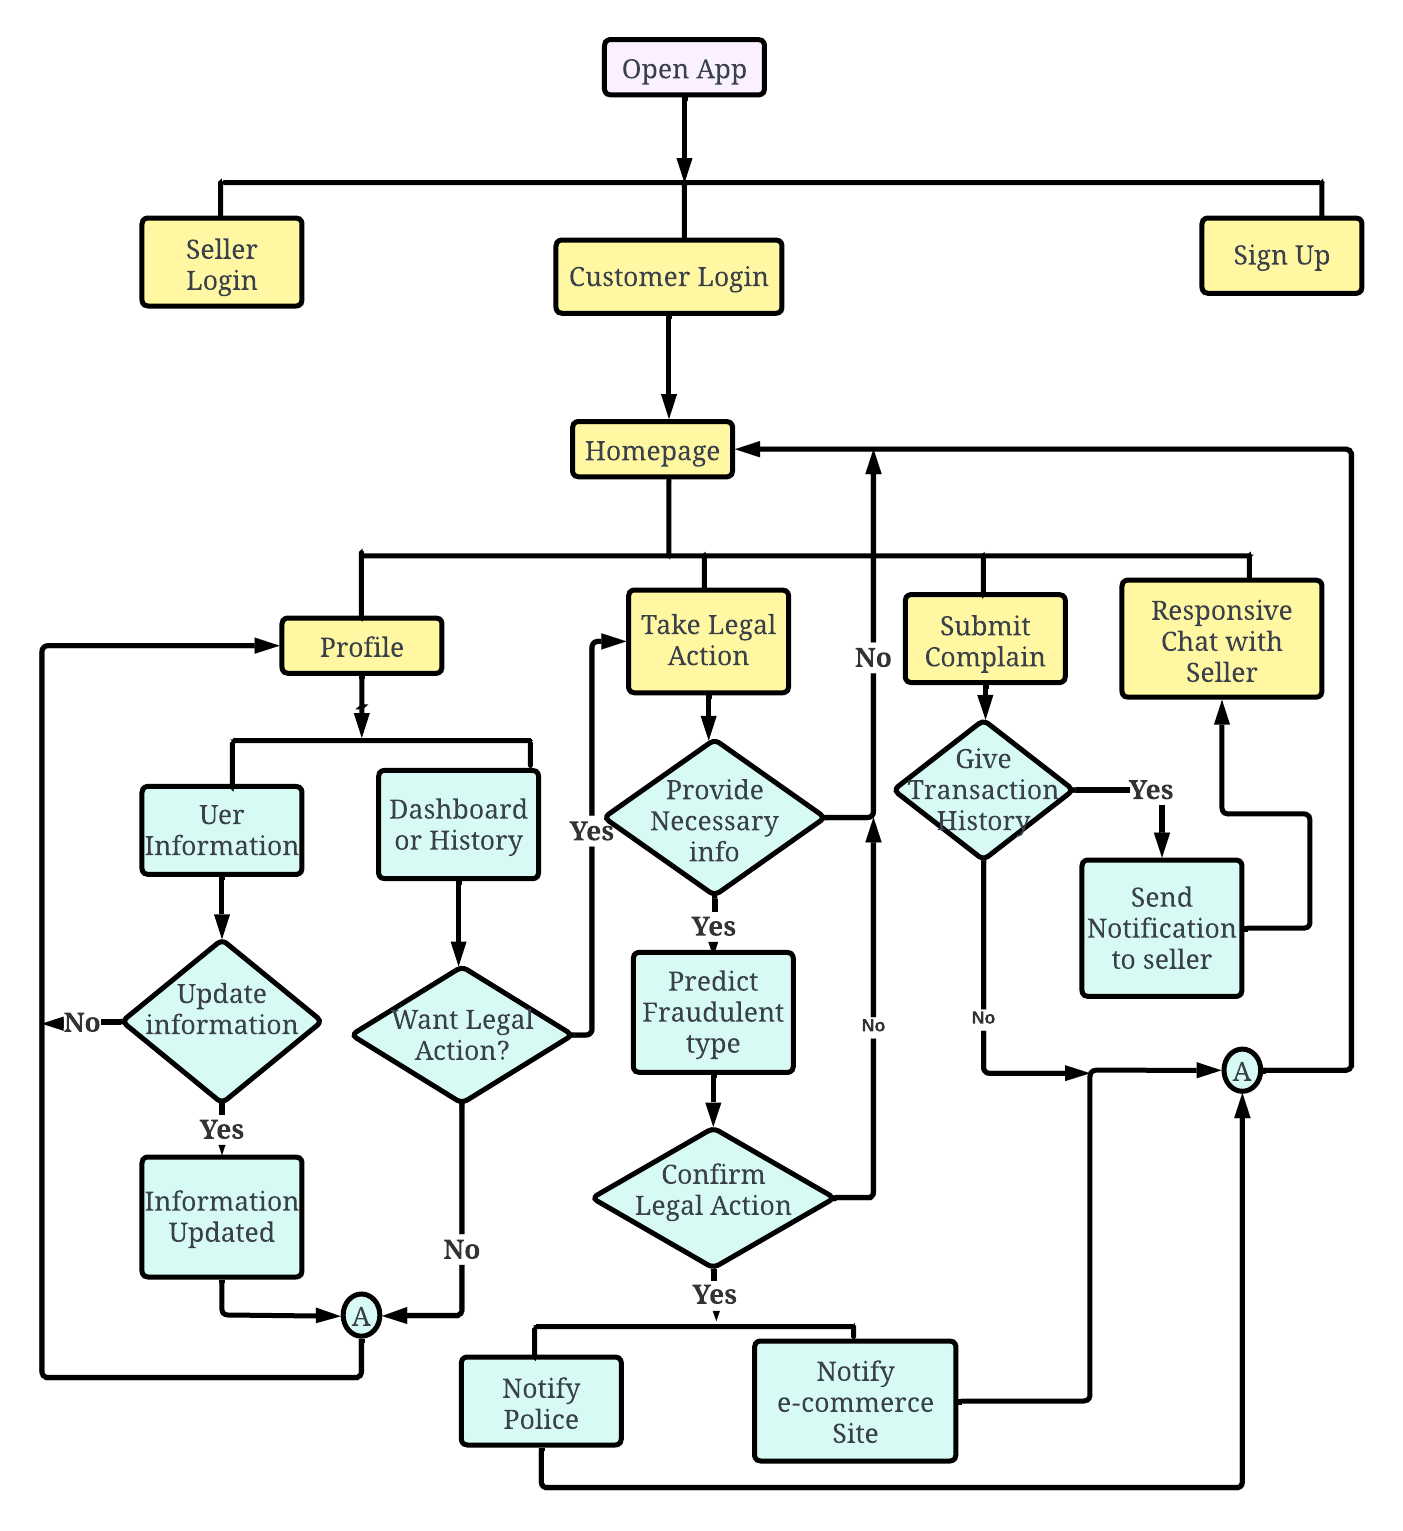 Open App
Seller
Login
Customer Login
Sign Up
Homepage
Profile
Take Legal
Action
No
Submit
Complain
Responsive
Chat with
Seller
Uer
Information
Dashboard
or History
Yes
Provide
Necessary
info
Give
Transaction
History
Yes
Yes
Send
Notification
to seller
Update
information
No
Want Legal
Action?
Predict
Fraudulent
type
No
No
A
Yes
Information
Updated
No
Confirm
Legal Action
Yes
A
Notify
Police
Notify
e-commerce
Site